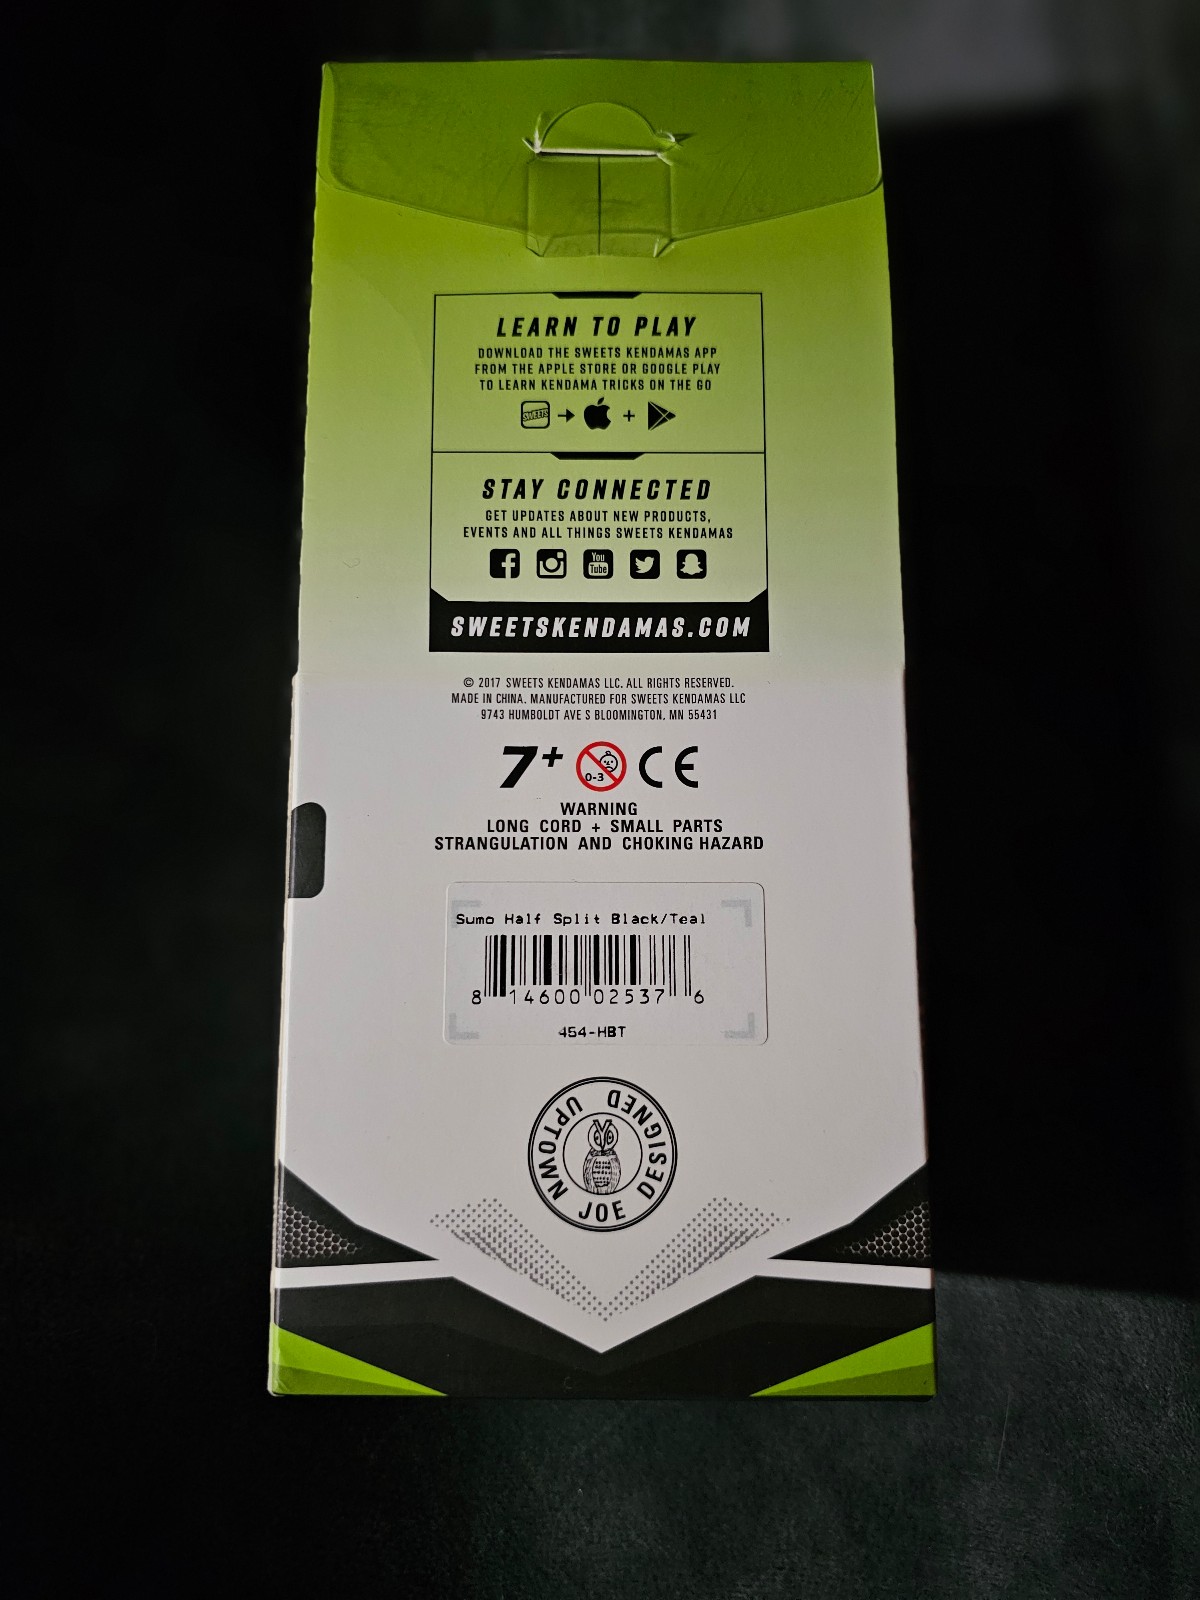 LEARN TO PLAY
DOWNLOAD THE SWEETS KENDAMAS APP
FROM THE APPLE STORE OR GOOGLE PLAY
TO LEARN KENDAMA TRICKS ON THE GO
SWEETS
+
STAY CONNECTED
GET UPDATES ABOUT NEW PRODUCTS,
EVENTS AND ALL THINGS SWEETS KENDAMAS
You
Tube
SWEETSKENDAMAS.COM
© 2017 SWEETS KENDAMAS LLC. ALL RIGHTS RESERVED.
MADE IN CHINA. MANUFACTURED FOR SWEETS KENDAMAS LLC
9743 HUMBOLDT AVE S BLOOMINGTON, MN 55431
7+ 0-3 CE
WARNING
LONG CORD + SMALL PARTS
STRANGULATION AND CHOKING HAZARD
Sumo Half Split Black/Teal
8 14600 02537 6
454-HBT
UPTOWN JOE DESIGNED